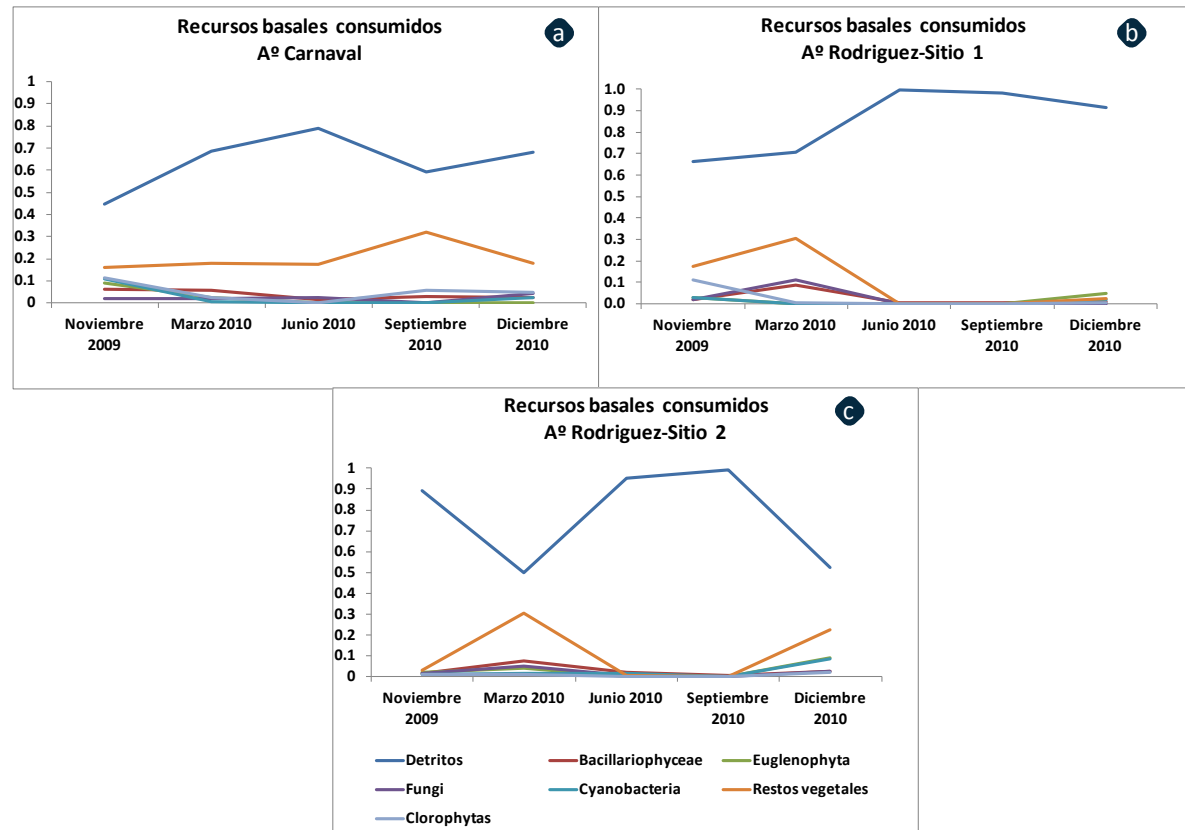 Recursos basales consumidos
Aº Carnaval
a
1
0.9
0.8
0.7
0.6
0.5
0.4
0.3
0.2
0.1
0
Noviembre Marzo 2010 Junio 2010 Septiembre Diciembre
2009 2010 2010
Recursos basales consumidos
Aº Rodriguez-Sitio 1
b
1.0
0.9
0.8
0.7
0.6
0.5
0.4
0.3
0.2
0.1
0.0
Noviembre Marzo 2010 Junio 2010 Septiembre Diciembre
2009 2010 2010
Recursos basales consumidos
Aº Rodriguez-Sitio 2
c
1
0.9
0.8
0.7
0.6
0.5
0.4
0.3
0.2
0.1
0
Noviembre Marzo 2010 Junio 2010 Septiembre Diciembre
2009 2010 2010
Detritos Bacillariophyceae Euglenophyta
Fungi Cyanobacteria Restos vegetales
Clorophytas